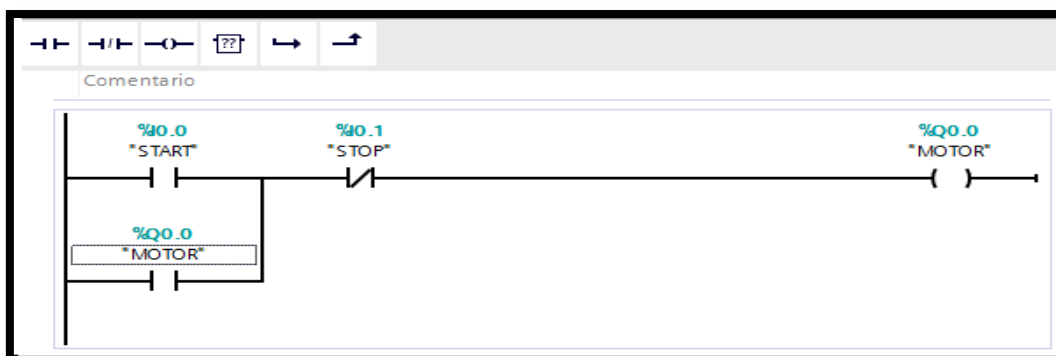 ??
Comentario
%I0.0 %I0.1 %Q0.0
"START" "STOP" "MOTOR"
%Q0.0
"MOTOR"